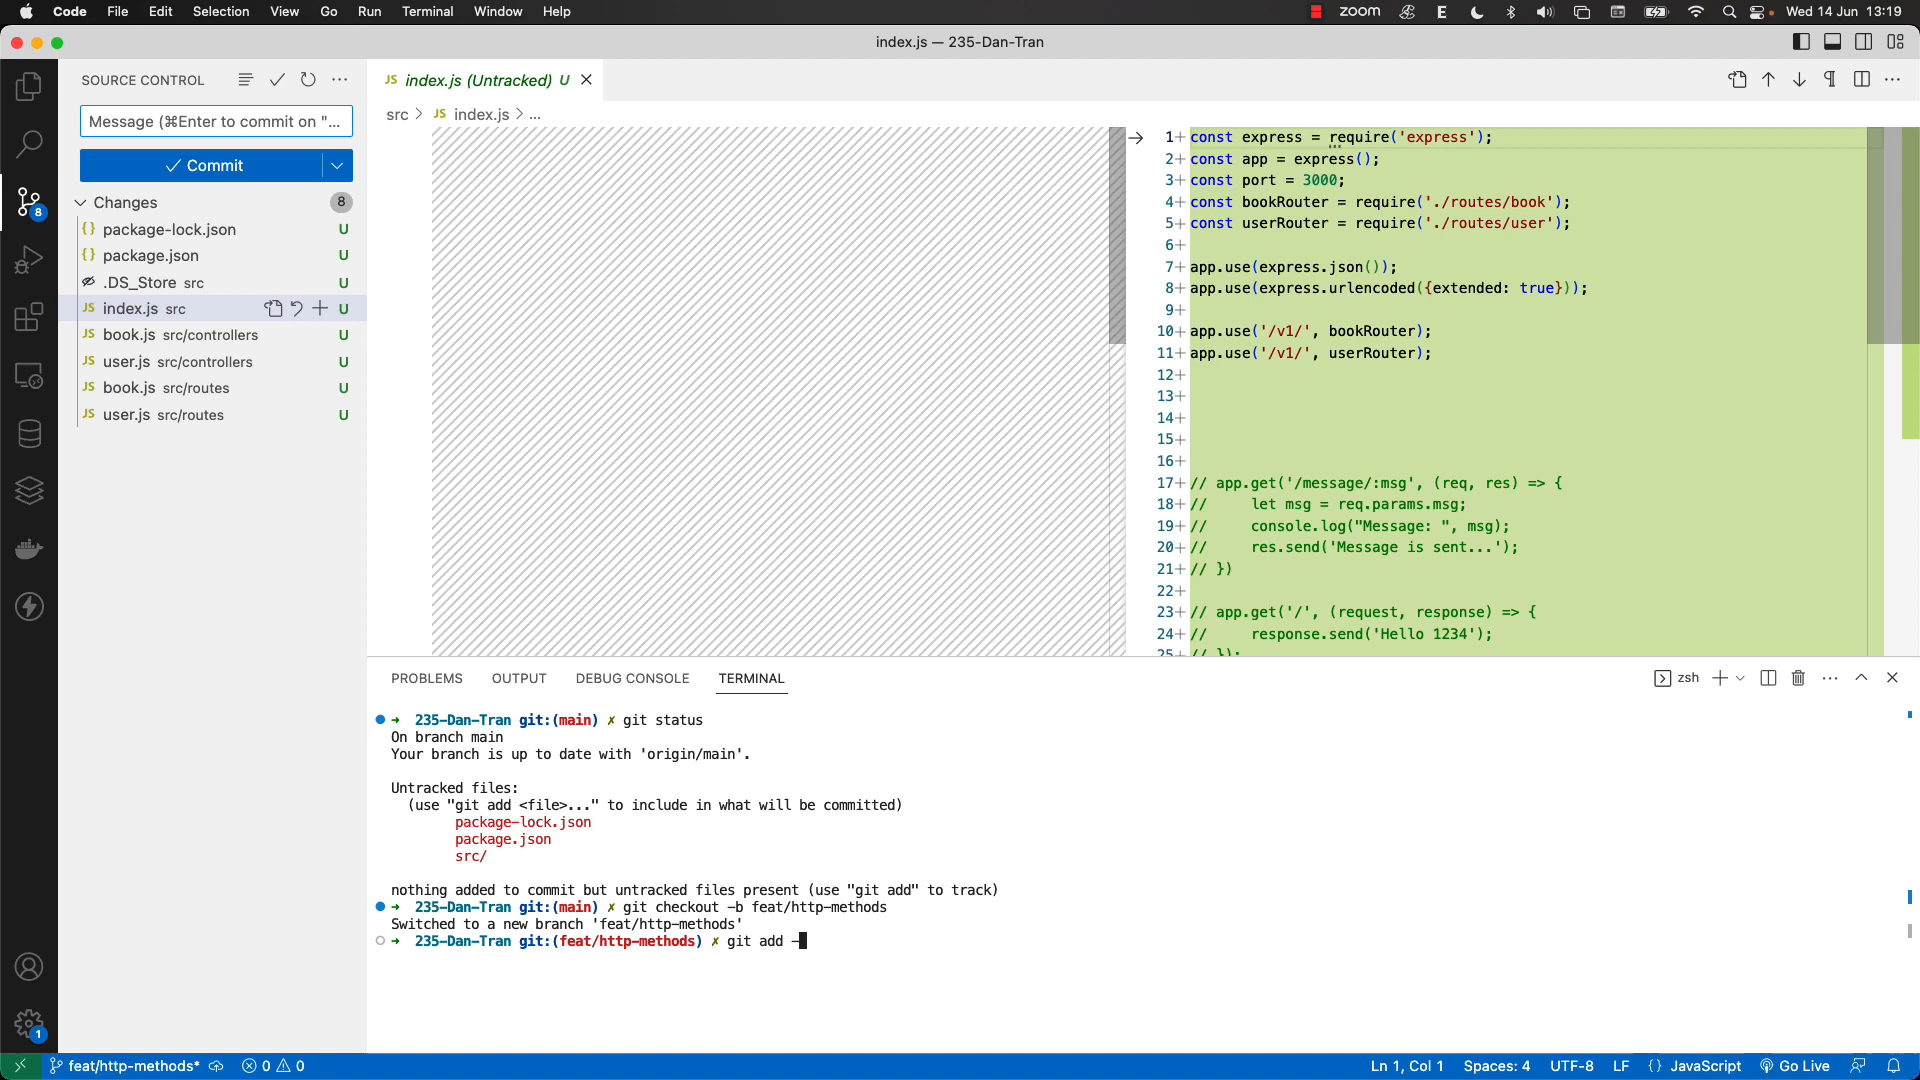 Code File Edit Selection View Go Run Terminal Window Help zoom E Wed 14 Jun 13:19
index.js — 235-Dan-Tran
SOURCE CONTROL
Message (⌘Enter to commit on "...
Commit
Changes 8
package-lock.json U
package.json U
.DS_Store src U
JS index.js src U
JS book.js src/controllers U
JS user.js src/controllers U
JS book.js src/routes U
JS user.js src/routes U
8
1
JS index.js (Untracked) U
src > JS index.js > ...
1+ const express = require('express');
2+ const app = express();
3+ const port = 3000;
4+ const bookRouter = require('./routes/book');
5+ const userRouter = require('./routes/user');
6+
7+ app.use(express.json());
8+ app.use(express.urlencoded({extended: true}));
9+
10+ app.use('/v1/', bookRouter);
11+ app.use('/v1/', userRouter);
12+
13+
14+
15+
16+
17+ // app.get('/message/:msg', (req, res) => {
18+ //     let msg = req.params.msg;
19+ //     console.log("Message: ", msg);
20+ //     res.send('Message is sent...');
21+ // })
22+
23+ // app.get('/', (request, response) => {
24+ //     response.send('Hello 1234');
25+ // });
PROBLEMS OUTPUT DEBUG CONSOLE TERMINAL zsh
➜ 235-Dan-Tran git:(main) ✗ git status
On branch main
Your branch is up to date with 'origin/main'.
Untracked files:
(use "git add <file>..." to include in what will be committed)
package-lock.json
package.json
src/
nothing added to commit but untracked files present (use "git add" to track)
➜ 235-Dan-Tran git:(main) ✗ git checkout -b feat/http-methods
Switched to a new branch 'feat/http-methods'
➜ 235-Dan-Tran git:(feat/http-methods) ✗ git add -
feat/http-methods* 0 0 Ln 1, Col 1 Spaces: 4 UTF-8 LF {} JavaScript Go Live